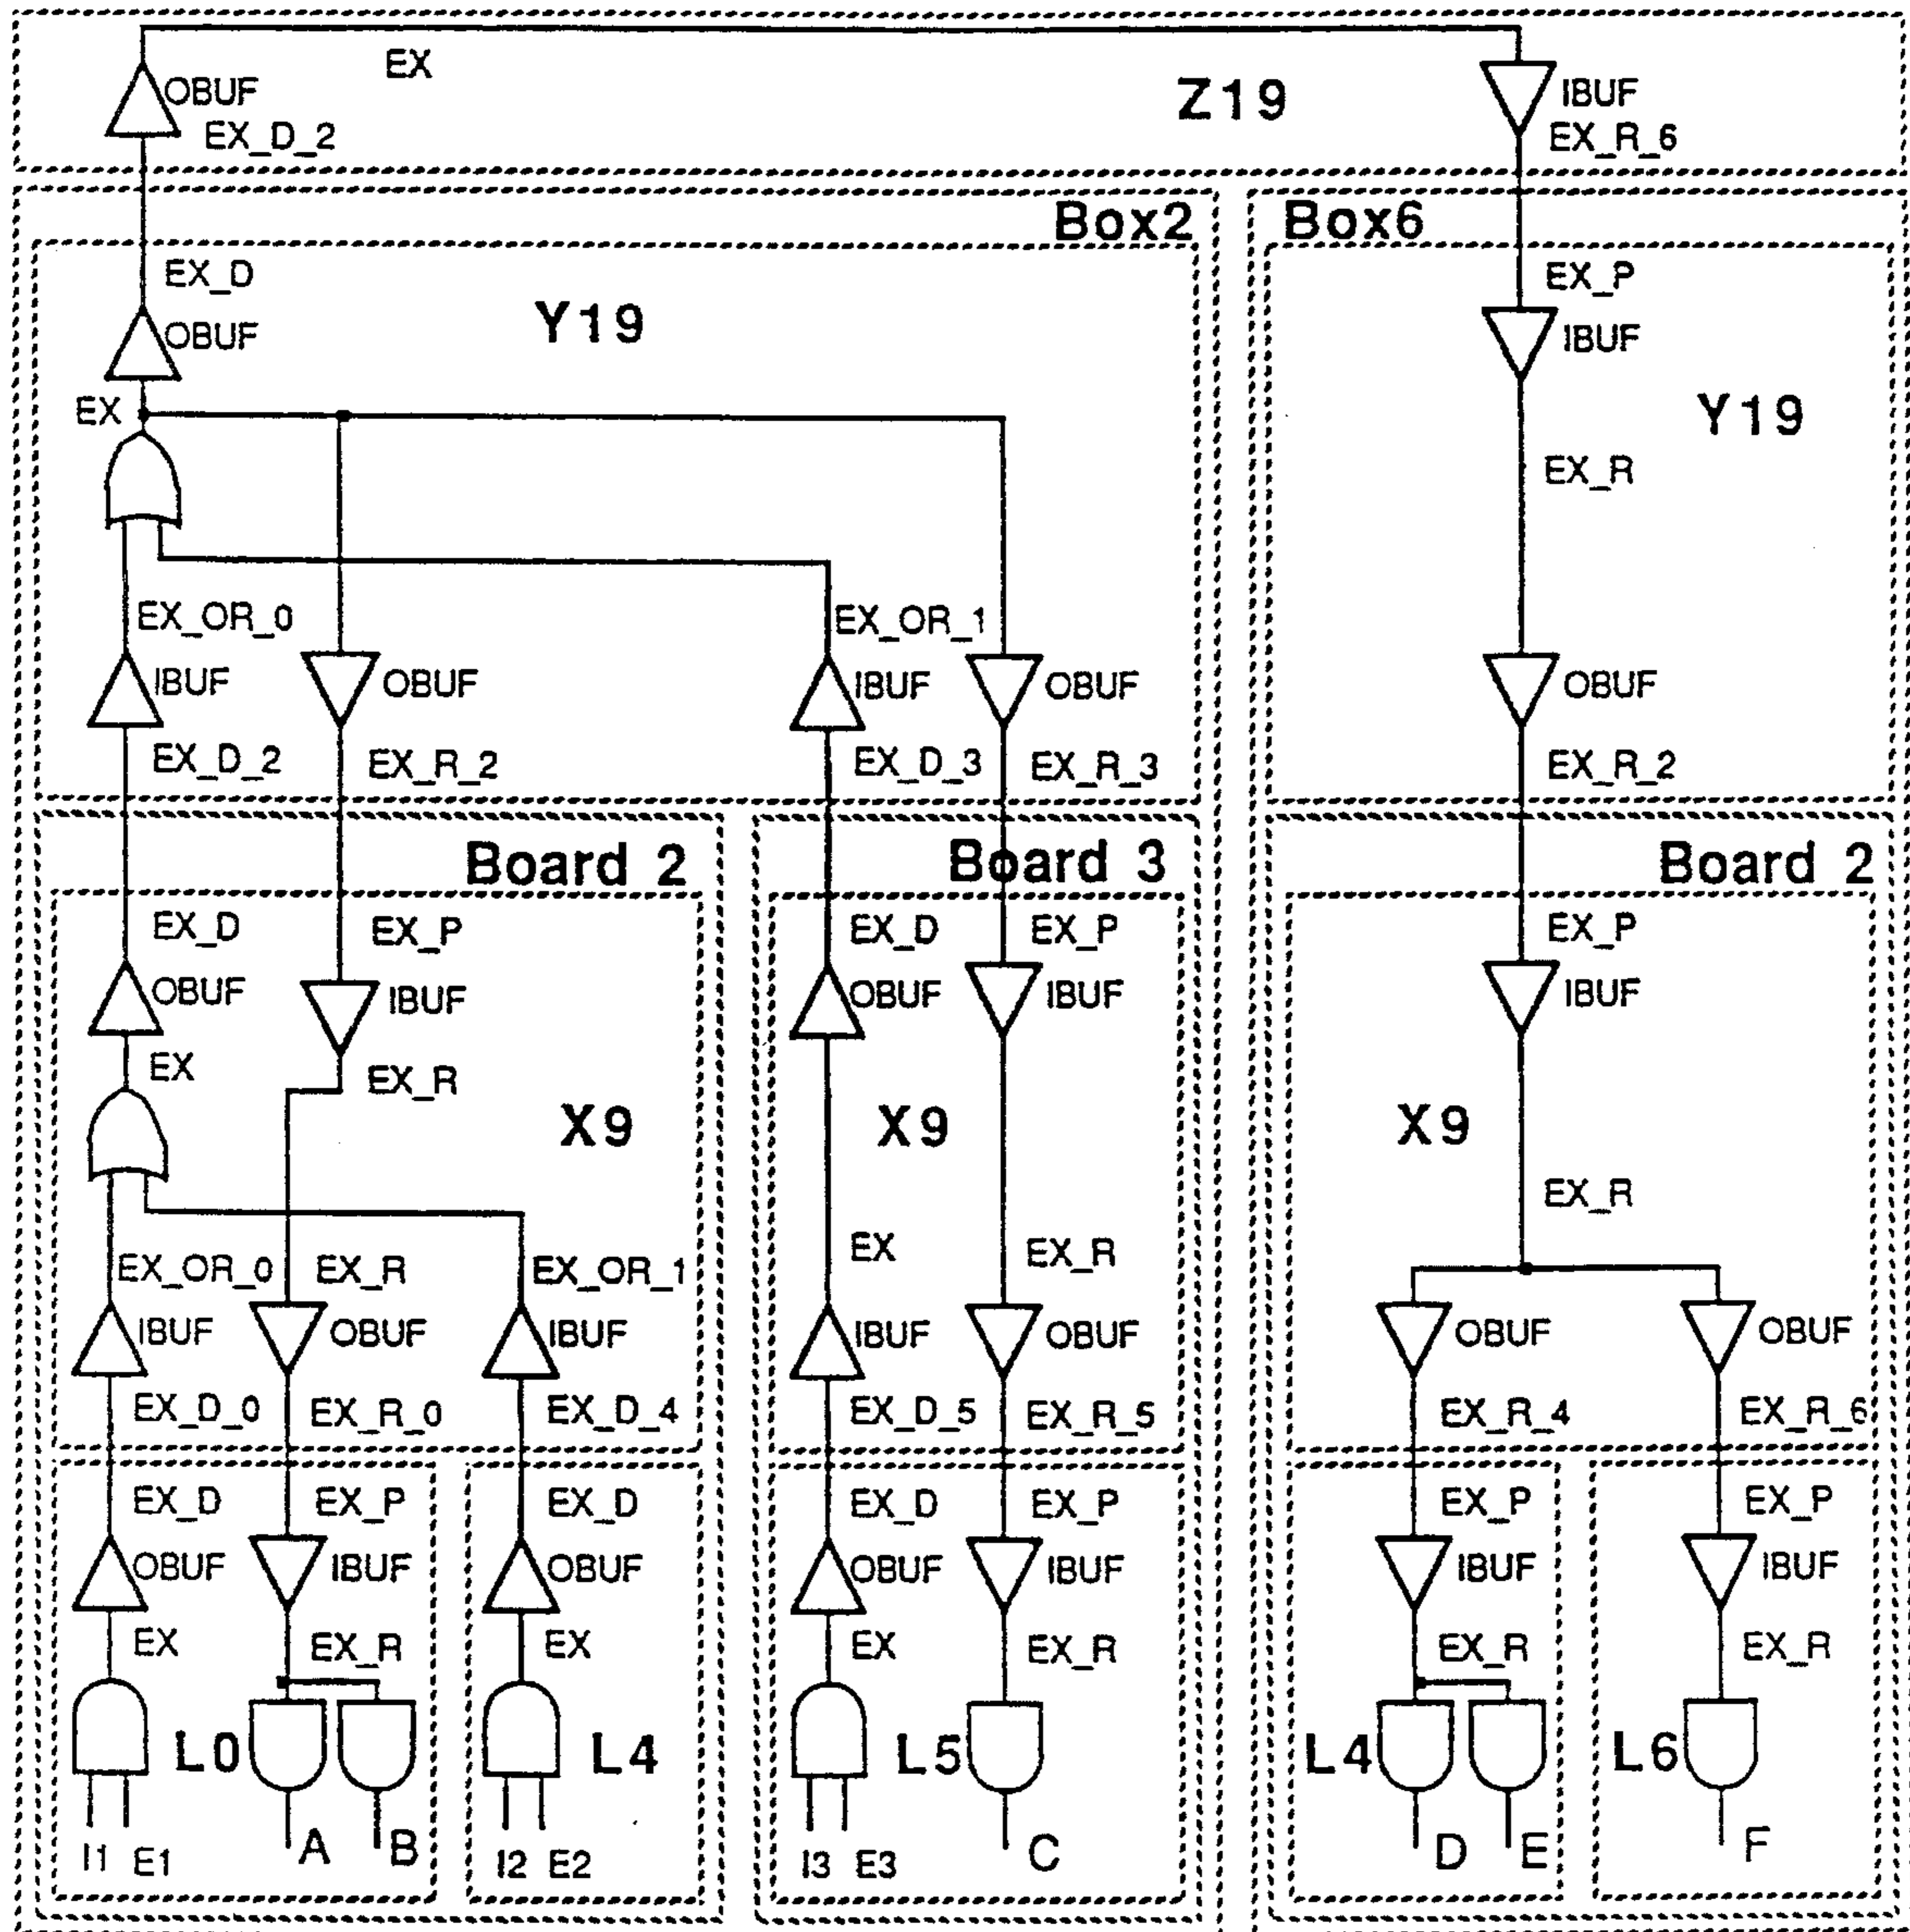 EX
OBUF
Z19
IBUF
EX_D_2
EX_R_6
Box2
Box6
EX_D
EX_P
Y19
OBUF
IBUF
EX
Y19
EX_R
EX_OR_0
EX_OR_1
IBUF
OBUF
IBUF
OBUF
OBUF
EX_D_2
EX_R_2
EX_D_3
EX_R_3
EX_R_2
Board 2
Board 3
Board 2
EX_D
EX_P
EX_D
EX_P
EX_P
OBUF
IBUF
OBUF
IBUF
IBUF
EX
EX_R
X9
X9
X9
EX_R
EX_OR_0
EX_R
EX_OR_1
EX
EX_R
IBUF
OBUF
IBUF
IBUF
OBUF
OBUF
OBUF
EX_D_0
EX_R_0
EX_D_4
EX_D_5
EX_R_5
EX_R_4
EX_R_6
EX_D
EX_P
EX_D
EX_D
EX_P
EX_P
EX_P
OBUF
IBUF
OBUF
OBUF
IBUF
IBUF
IBUF
EX
EX_R
EX
EX
EX_R
EX_R
EX_R
L0
L4
L5
L4
L6
I1 E1
A
B
I2 E2
I3 E3
C
D
E
F